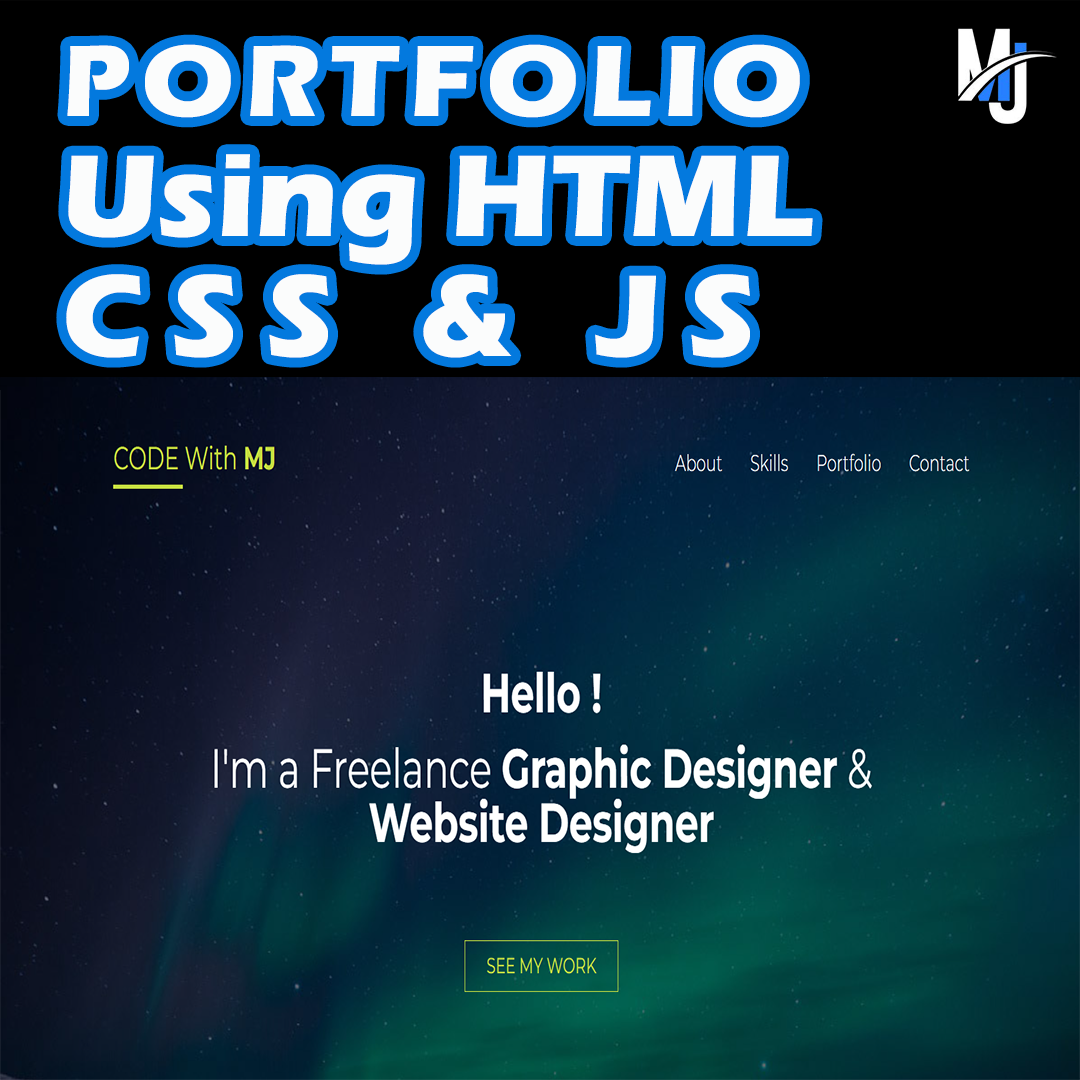 PORTFOLIO
MJ
Using HTML
CSS & JS
CODE With MJ
About Skills Portfolio Contact
Hello !
I'm a Freelance Graphic Designer &
Website Designer
SEE MY WORK